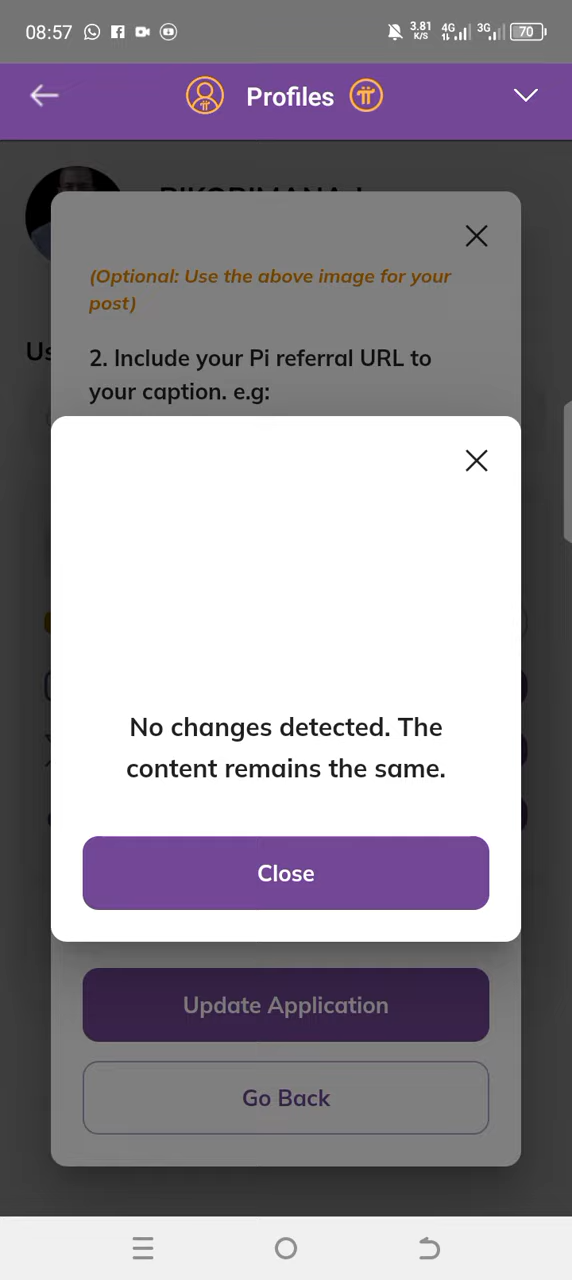 08:57
3.81
K/S
4G
3G
70
Profiles
(Optional: Use the above image for your
post)
Us
2. Include your Pi referral URL to
your caption. e.g:
No changes detected. The
content remains the same.
Close
Update Application
Go Back